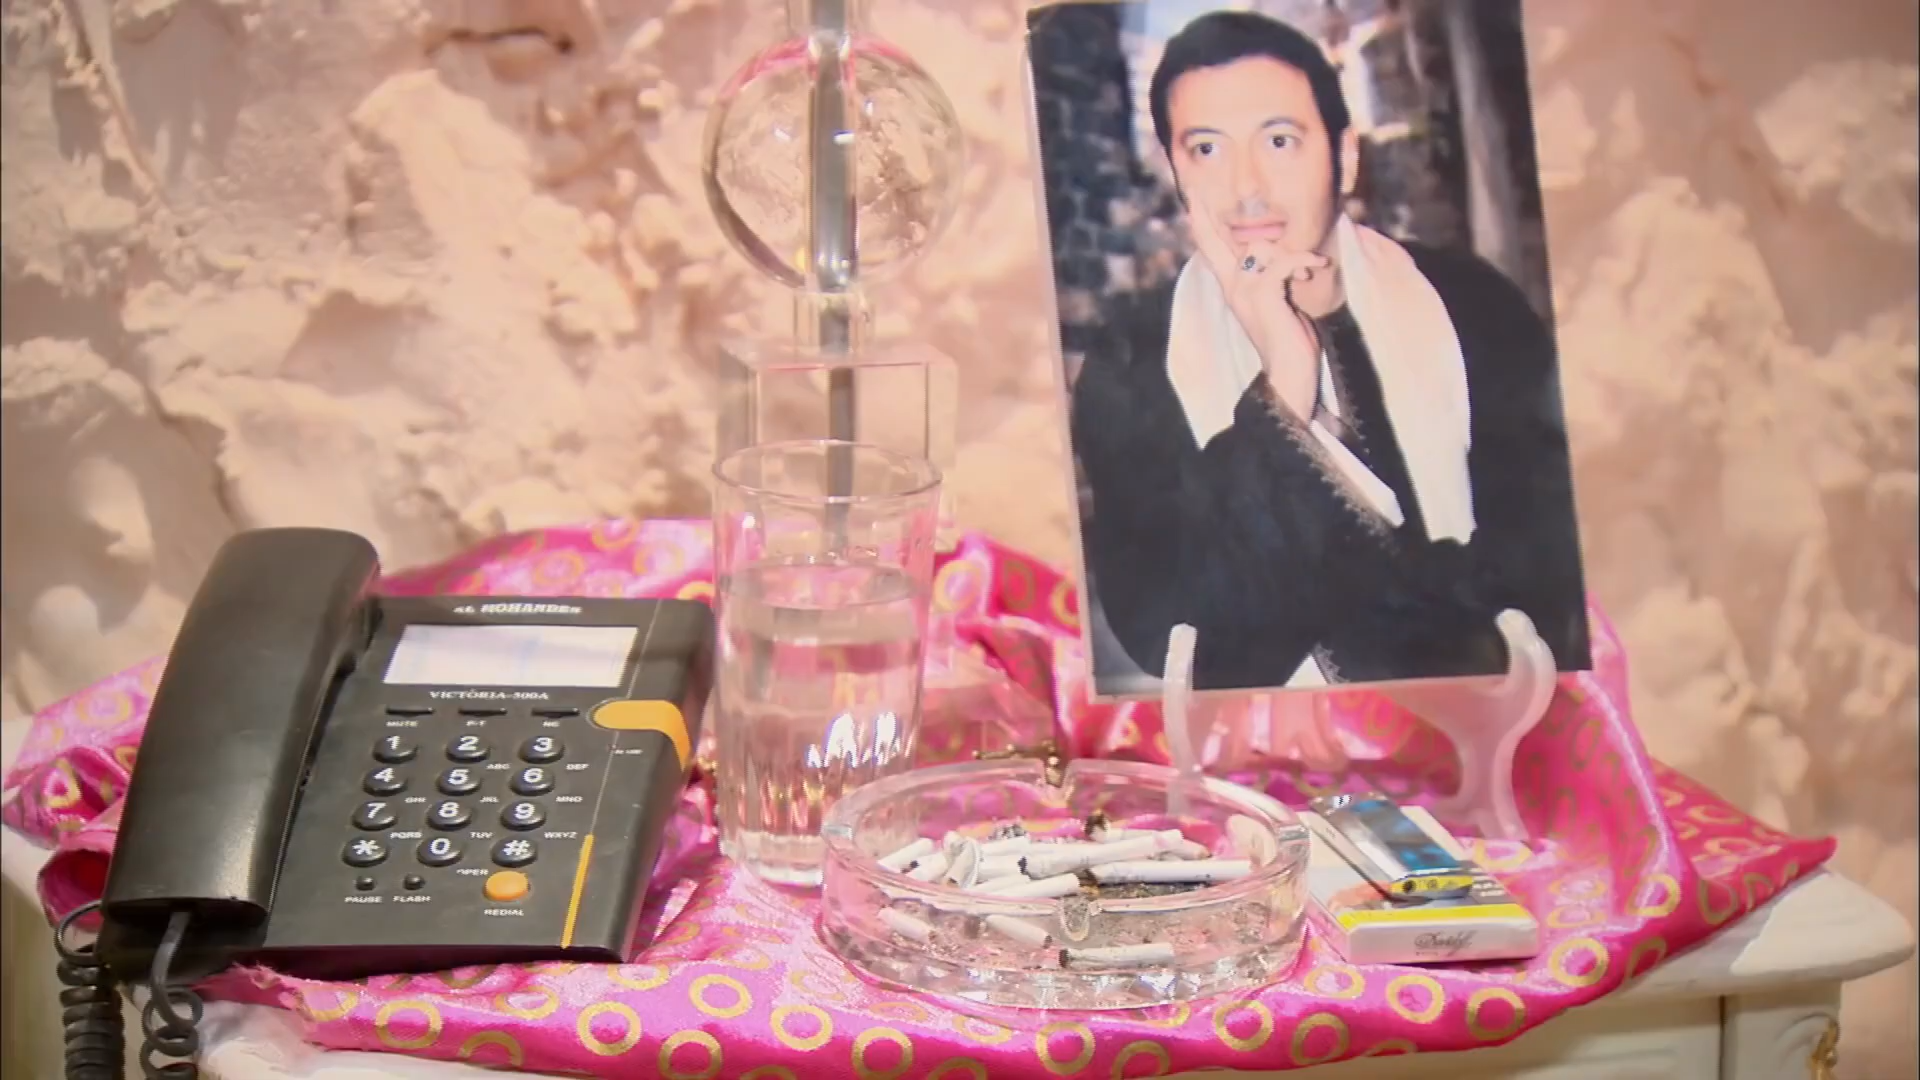 AL MOHANDES
VICTORIA-500A
MUTE P-T
1 2 ABC 3 DEF
4 GHI 5 JKL 6 MNO
7 PQRS 8 TUV 9 WXYZ
* 0 OPER #
PAUSE FLASH REDIAL
Davidoff